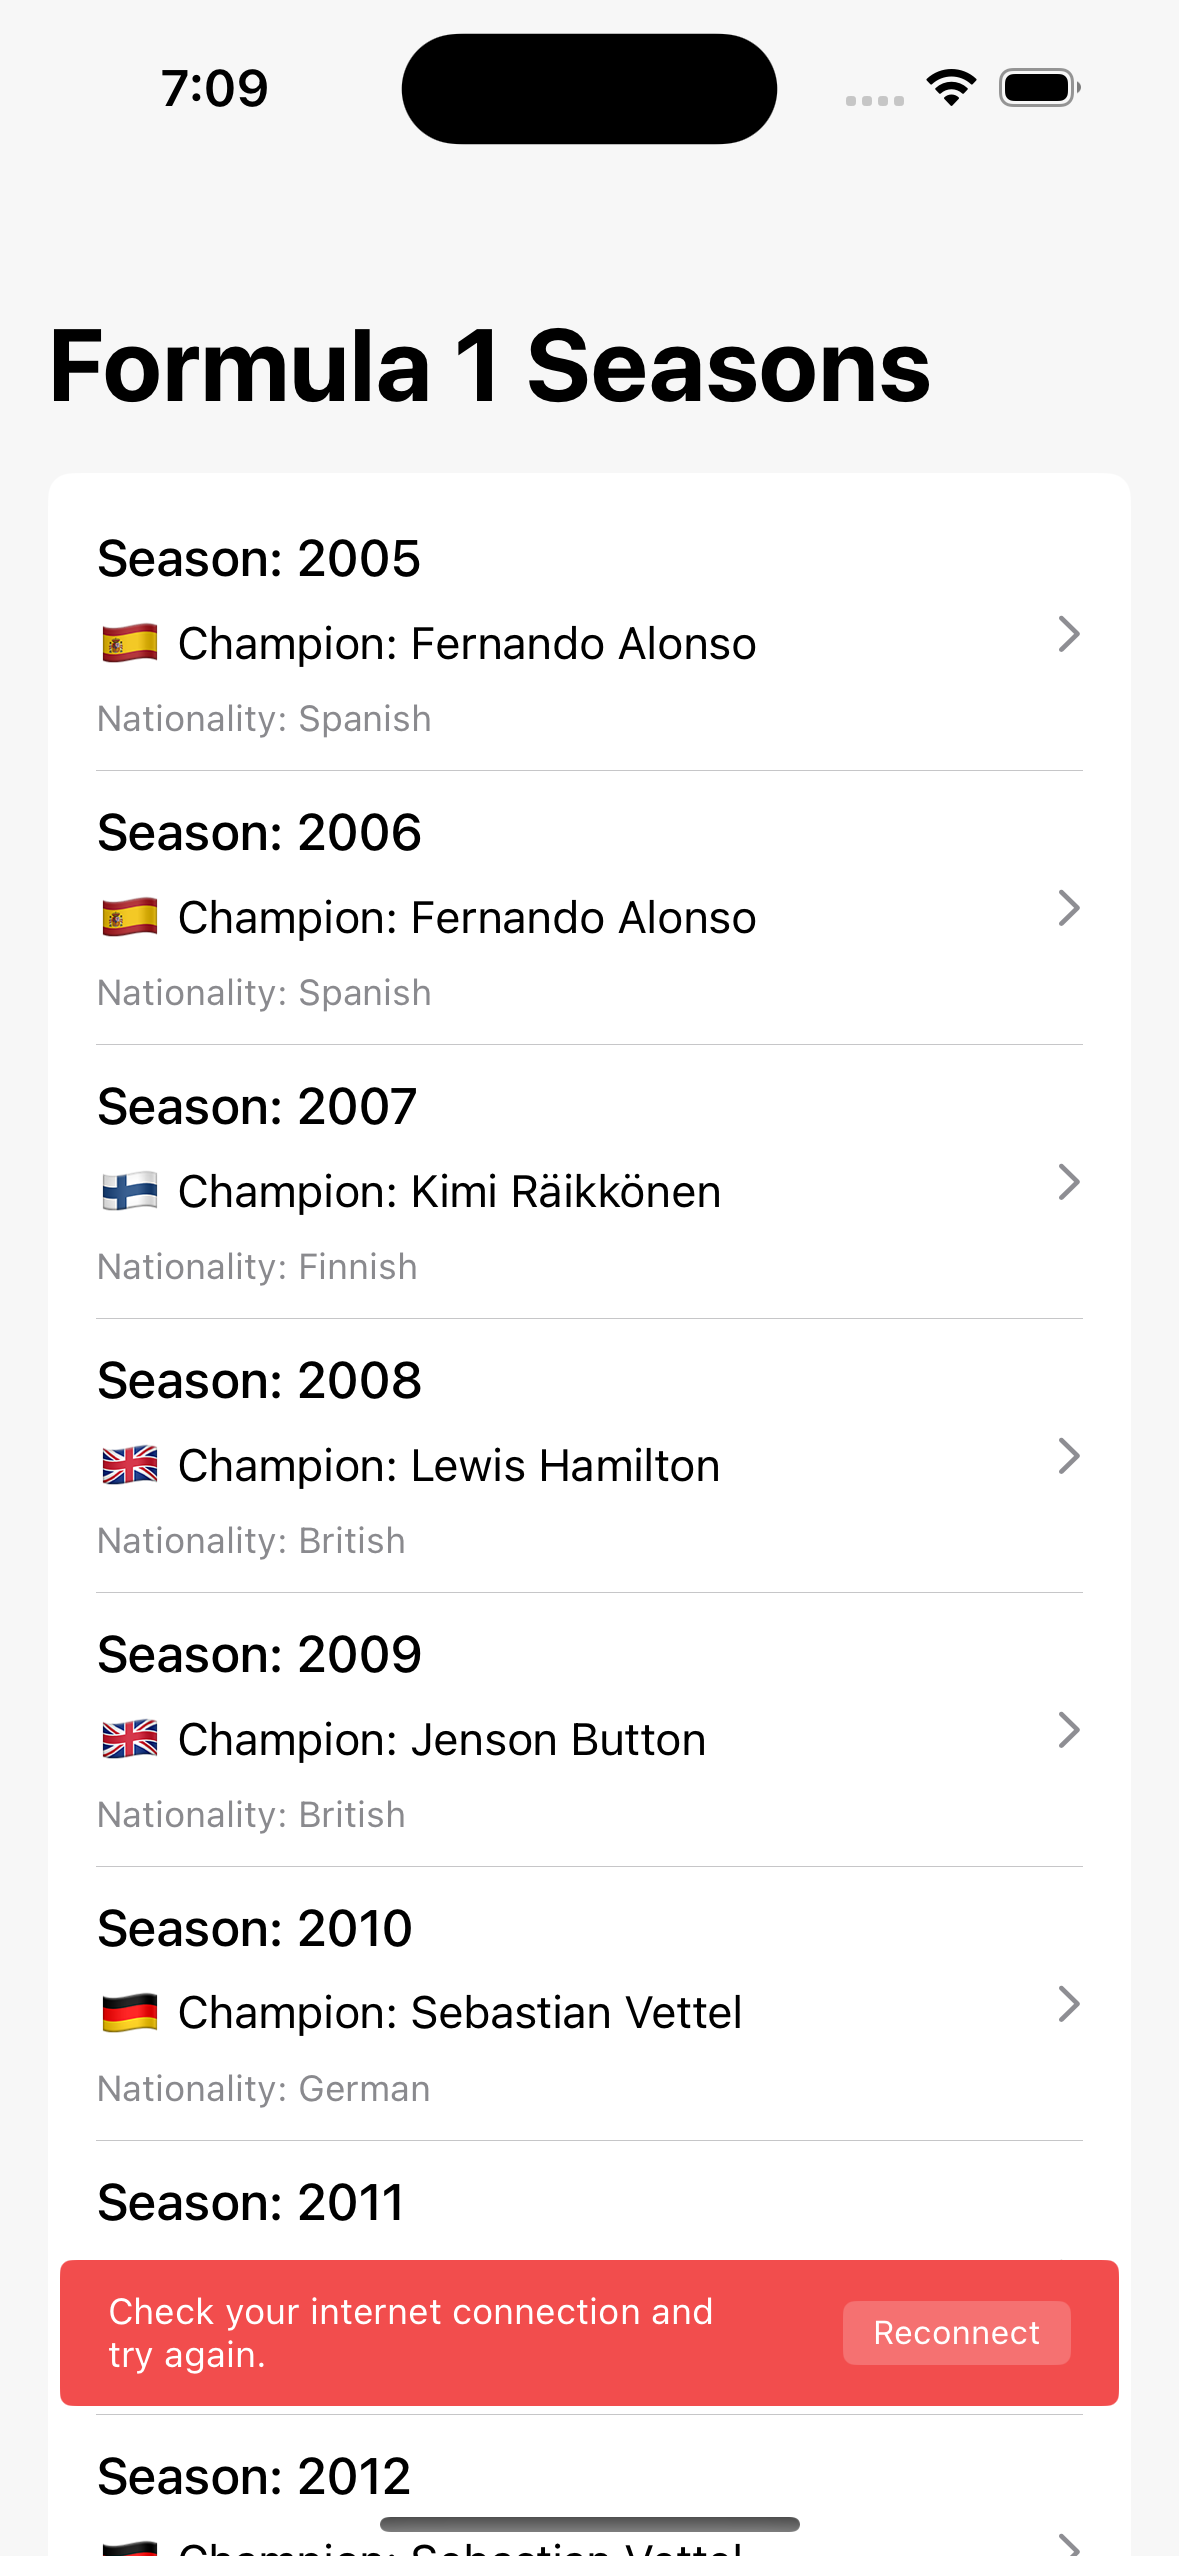 7:09
Formula 1 Seasons
Season: 2005
Champion: Fernando Alonso
Nationality: Spanish
Season: 2006
Champion: Fernando Alonso
Nationality: Spanish
Season: 2007
Champion: Kimi Räikkönen
Nationality: Finnish
Season: 2008
Champion: Lewis Hamilton
Nationality: British
Season: 2009
Champion: Jenson Button
Nationality: British
Season: 2010
Champion: Sebastian Vettel
Nationality: German
Season: 2011
Check your internet connection and
try again.
Reconnect
Season: 2012
Champion: Sebastian Vettel